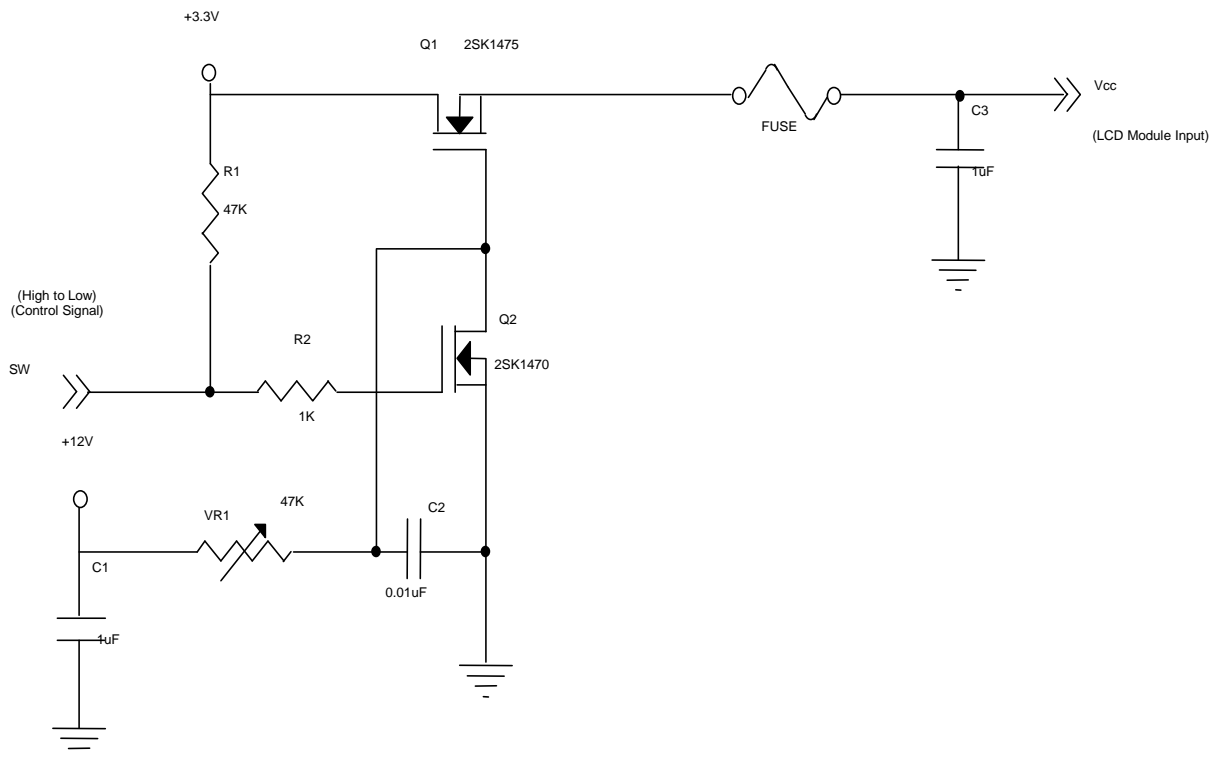 +3.3V
Q1 2SK1475
Vcc
FUSE
C3
(LCD Module Input)
R1
1uF
47K
(High to Low)
(Control Signal)
Q2
R2
SW
2SK1470
1K
+12V
47K
VR1
C2
C1
0.01uF
1uF